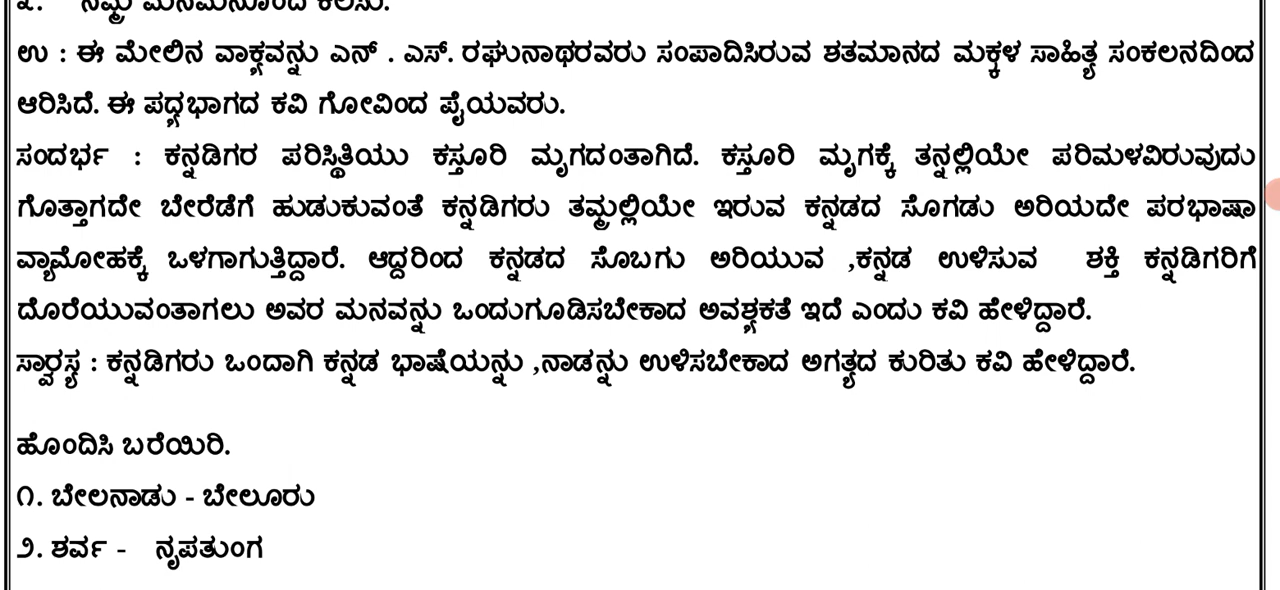 ೫. ನಮ್ಮ ಮನಮನೊಂದೆ ಕಲಿಸು.
ಉ : ಈ ಮೇಲಿನ ವಾಕ್ಯವನ್ನು ಎನ್ . ಎಸ್. ರಘುನಾಥರವರು ಸಂಪಾದಿಸಿರುವ ಶತಮಾನದ ಮಕ್ಕಳ ಸಾಹಿತ್ಯ ಸಂಕಲನದಿಂದ
ಆರಿಸಿದೆ. ಈ ಪದ್ಯಭಾಗದ ಕವಿ ಗೋವಿಂದ ಪೈಯವರು.
ಸಂದರ್ಭ : ಕನ್ನಡಿಗರ ಪರಿಸ್ಥಿತಿಯು ಕಸ್ತೂರಿ ಮೃಗದಂತಾಗಿದೆ. ಕಸ್ತೂರಿ ಮೃಗಕ್ಕೆ ತನ್ನಲ್ಲಿಯೇ ಪರಿಮಳವಿರುವುದು
ಗೊತ್ತಾಗದೇ ಬೇರೆಡೆಗೆ ಹುಡುಕುವಂತೆ ಕನ್ನಡಿಗರು ತಮ್ಮಲ್ಲಿಯೇ ಇರುವ ಕನ್ನಡದ ಸೊಗಡು ಅರಿಯದೇ ಪರಭಾಷಾ
ವ್ಯಾಮೋಹಕ್ಕೆ ಒಳಗಾಗುತ್ತಿದ್ದಾರೆ. ಆದ್ದರಿಂದ ಕನ್ನಡದ ಸೊಬಗು ಅರಿಯುವ ,ಕನ್ನಡ ಉಳಿಸುವ ಶಕ್ತಿ ಕನ್ನಡಿಗರಿಗೆ
ದೊರೆಯುವಂತಾಗಲು ಅವರ ಮನವನ್ನು ಒಂದುಗೂಡಿಸಬೇಕಾದ ಅವಶ್ಯಕತೆ ಇದೆ ಎಂದು ಕವಿ ಹೇಳಿದ್ದಾರೆ.
ಸ್ವಾರಸ್ಯ : ಕನ್ನಡಿಗರು ಒಂದಾಗಿ ಕನ್ನಡ ಭಾಷೆಯನ್ನು ,ನಾಡನ್ನು ಉಳಿಸಬೇಕಾದ ಅಗತ್ಯದ ಕುರಿತು ಕವಿ ಹೇಳಿದ್ದಾರೆ.
ಹೊಂದಿಸಿ ಬರೆಯಿರಿ.
೧. ಬೇಲನಾಡು - ಬೇಲೂರು
೨. ಶರ್ವ - ನೃಪತುಂಗ